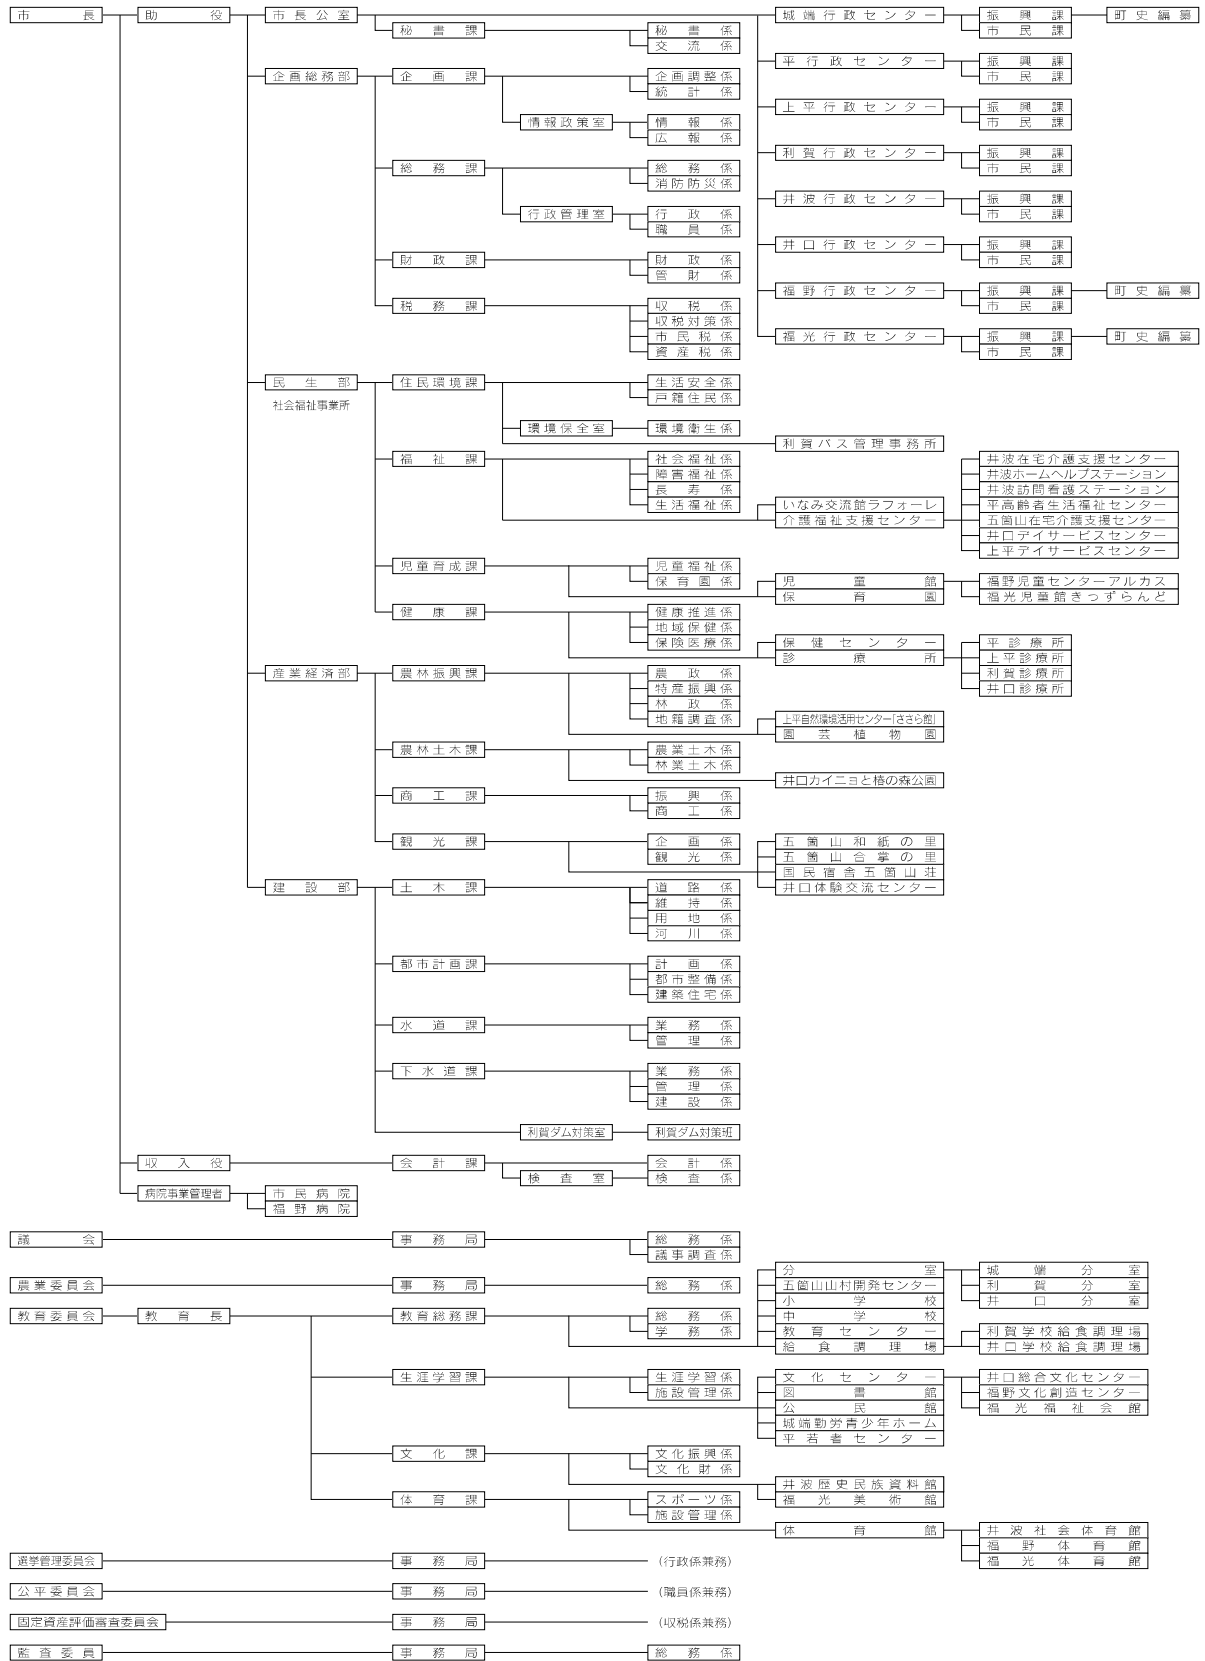 市長 助役 市長公室 城端行政センター 振興課 町史編纂
秘書課 秘書係 市民課
交流係
平行政センター 振興課
企画総務部 企画課 企画調整係 市民課
統計係
上平行政センター 振興課
情報政策室 情報係 市民課
広報係
利賀行政センター 振興課
総務課 総務係 市民課
消防防災係
井波行政センター 振興課
行政管理室 行政係 市民課
職員係
井口行政センター 振興課
財政課 財政係 市民課
管財係
福野行政センター 振興課 町史編纂
税務課 収税係 市民課
収税対策係
市民税係 福光行政センター 振興課 町史編纂
資産税係 市民課
民生部 住民環境課 生活安全係
戸籍住民係
社会福祉事業所
環境保全室 環境衛生係
利賀バス管理事務所
福祉課 社会福祉係 井波在宅介護支援センター
障害福祉係 井波ホームヘルプステーション
長寿係 井波訪問看護ステーション
生活福祉係 いなみ交流館ラフォーレ 平高齢者生活福祉センター
介護福祉支援センター 五箇山在宅介護支援センター
井口デイサービスセンター
上平デイサービスセンター
児童育成課 児童福祉係
保育園係 児童館 福野児童センターアルカス
保育園 福光児童館きっずらんど
健康課 健康推進係
地域保健係
保険医療係 保健センター 平診療所
診療所 上平診療所
産業経済部 農林振興課 農政係 利賀診療所
特産振興係 井口診療所
林政係
地籍調査係 上平自然環境活用センター「ささら館」
園芸植物園
農林土木課 農業土木係
林業土木係
井口カイニョと椿の森公園
商工課 振興係
商工係
観光課 企画係 五箇山和紙の里
観光係 五箇山合掌の里
国民宿舎五箇山荘
建設部 土木課 道路係 井口体験交流センター
維持係
用地係
河川係
都市計画課 計画係
都市整備係
建築住宅係
水道課 業務係
管理係
下水道課 業務係
管理係
建設係
利賀ダム対策室 利賀ダム対策班
収入役 会計課 会計係
検査室 検査係
病院事業管理者 市民病院
福野病院
議会 事務局 総務係
議事調査係
分室 城端分室
農業委員会 事務局 総務係 五箇山山村開発センター 利賀分室
小学校 井口分室
教育委員会 教育長 教育総務課 総務係 中学校
学務係 教育センター 利賀学校給食調理場
給食調理場 井口学校給食調理場
生涯学習課 生涯学習係 文化センター 井口総合文化センター
施設管理係 図書館 福野文化創造センター
公民館 福光福祉会館
城端勤労青少年ホーム
平若者センター
文化課 文化振興係
文化財係
井波歴史民族資料館
体育課 スポーツ係 福光美術館
施設管理係
体育館 井波社会体育館
福野体育館
選挙管理委員会 事務局 (行政係兼務) 福光体育館
公平委員会 事務局 (職員係兼務)
固定資産評価審査委員会 事務局 (収税係兼務)
監査委員 事務局 総務係